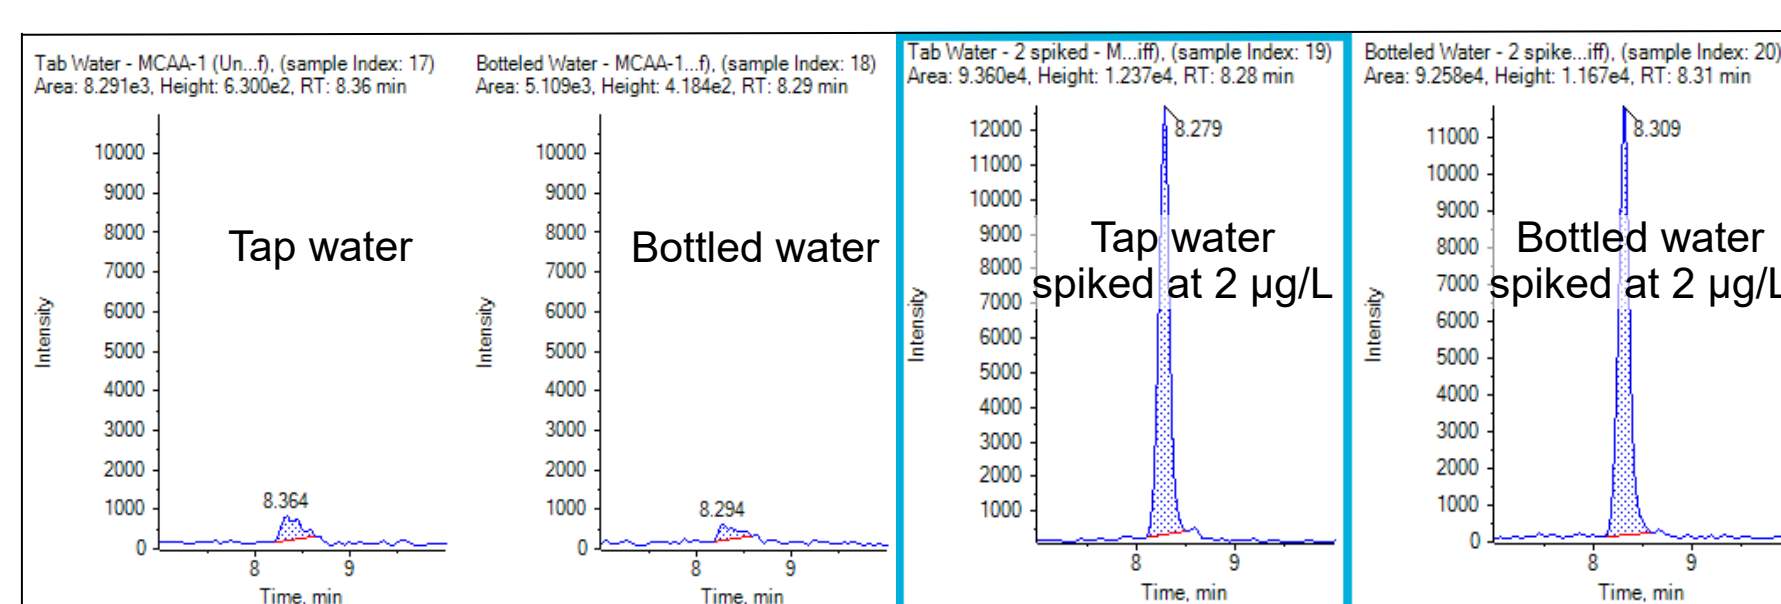 Tab Water - MCAA-1 (Un...f), (sample Index: 17)
Area: 8.291e3, Height: 6.300e2, RT: 8.36 min
10000
9000
8000
7000
6000
5000
4000
3000
2000
1000
0
Intensity
Tap water
8.364
8
9
Time, min
Botteled Water - MCAA-1...f), (sample Index: 18)
Area: 5.109e3, Height: 4.184e2, RT: 8.29 min
10000
9000
8000
7000
6000
5000
4000
3000
2000
1000
0
Intensity
Bottled water
8.294
8
9
Time, min
Tab Water - 2 spiked - M...iff), (sample Index: 19)
Area: 9.360e4, Height: 1.237e4, RT: 8.28 min
12000
11000
10000
9000
8000
7000
6000
5000
4000
3000
2000
1000
Intensity
8.279
Tap water
spiked at 2 µg/L
8
9
Time, min
Botteled Water - 2 spike...iff), (sample Index: 20)
Area: 9.258e4, Height: 1.167e4, RT: 8.31 min
11000
10000
9000
8000
7000
6000
5000
4000
3000
2000
1000
0
Intensity
8.309
Bottled water
spiked at 2 µg/L
8
9
Time, min